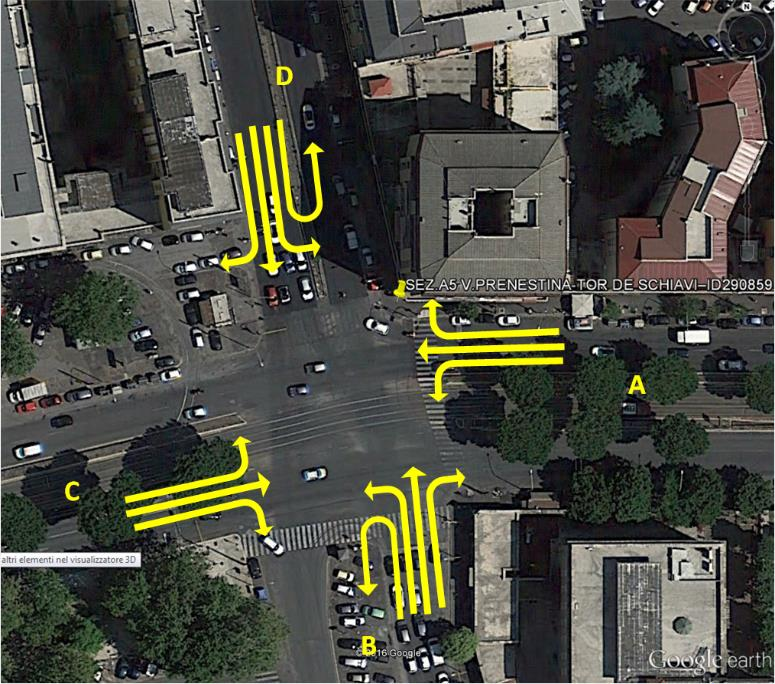 N
D
SEZ.A5-V.PRENESTINA-TOR DE SCHIAVI-ID290859
A
C
altri elementi nel visualizzatore 3D
B
© 2016 Google
Google earth